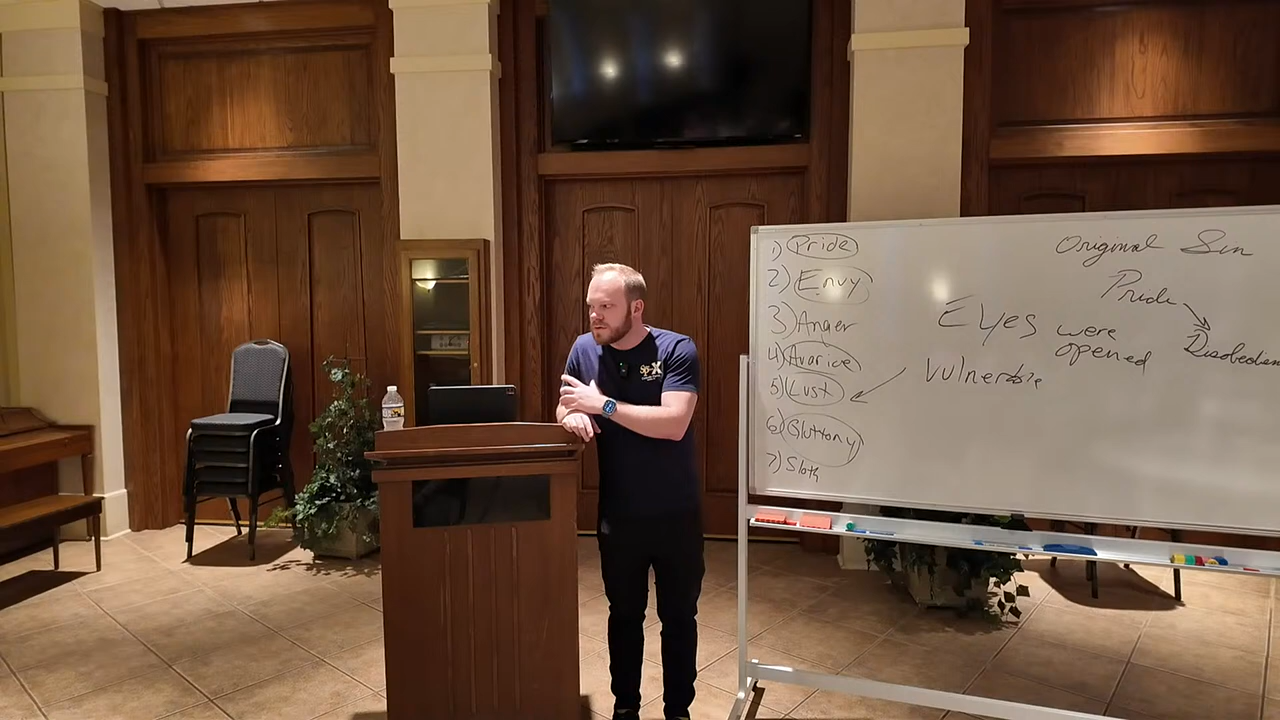 1) Pride
2) Envy
3) Anger
4) Avarice
5) Lust
6) Gluttony
7) Sloth
Original Sin
Pride
Disobedien
Eyes were
opened
Vulnerable